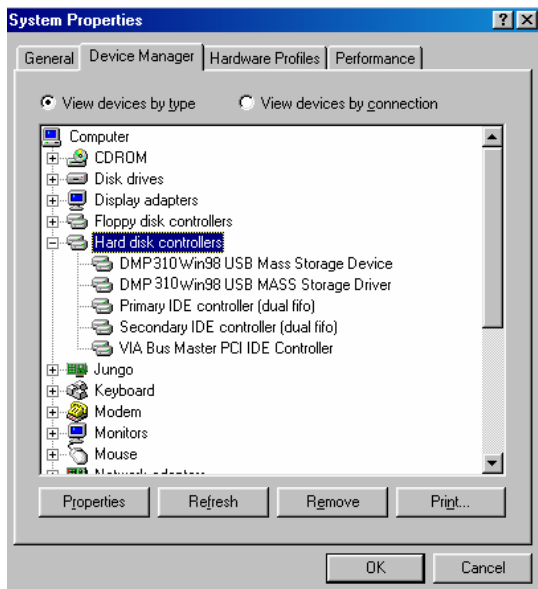 System Properties
General Device Manager Hardware Profiles Performance
View devices by type View devices by connection
Computer
CDROM
Disk drives
Display adapters
Floppy disk controllers
Hard disk controllers
DMP310Win98 USB Mass Storage Device
DMP310Win98 USB MASS Storage Driver
Primary IDE controller (dual fifo)
Secondary IDE controller (dual fifo)
VIA Bus Master PCI IDE Controller
Jungo
Keyboard
Modem
Monitors
Mouse
Network adapters
Properties Refresh Remove Print...
OK Cancel